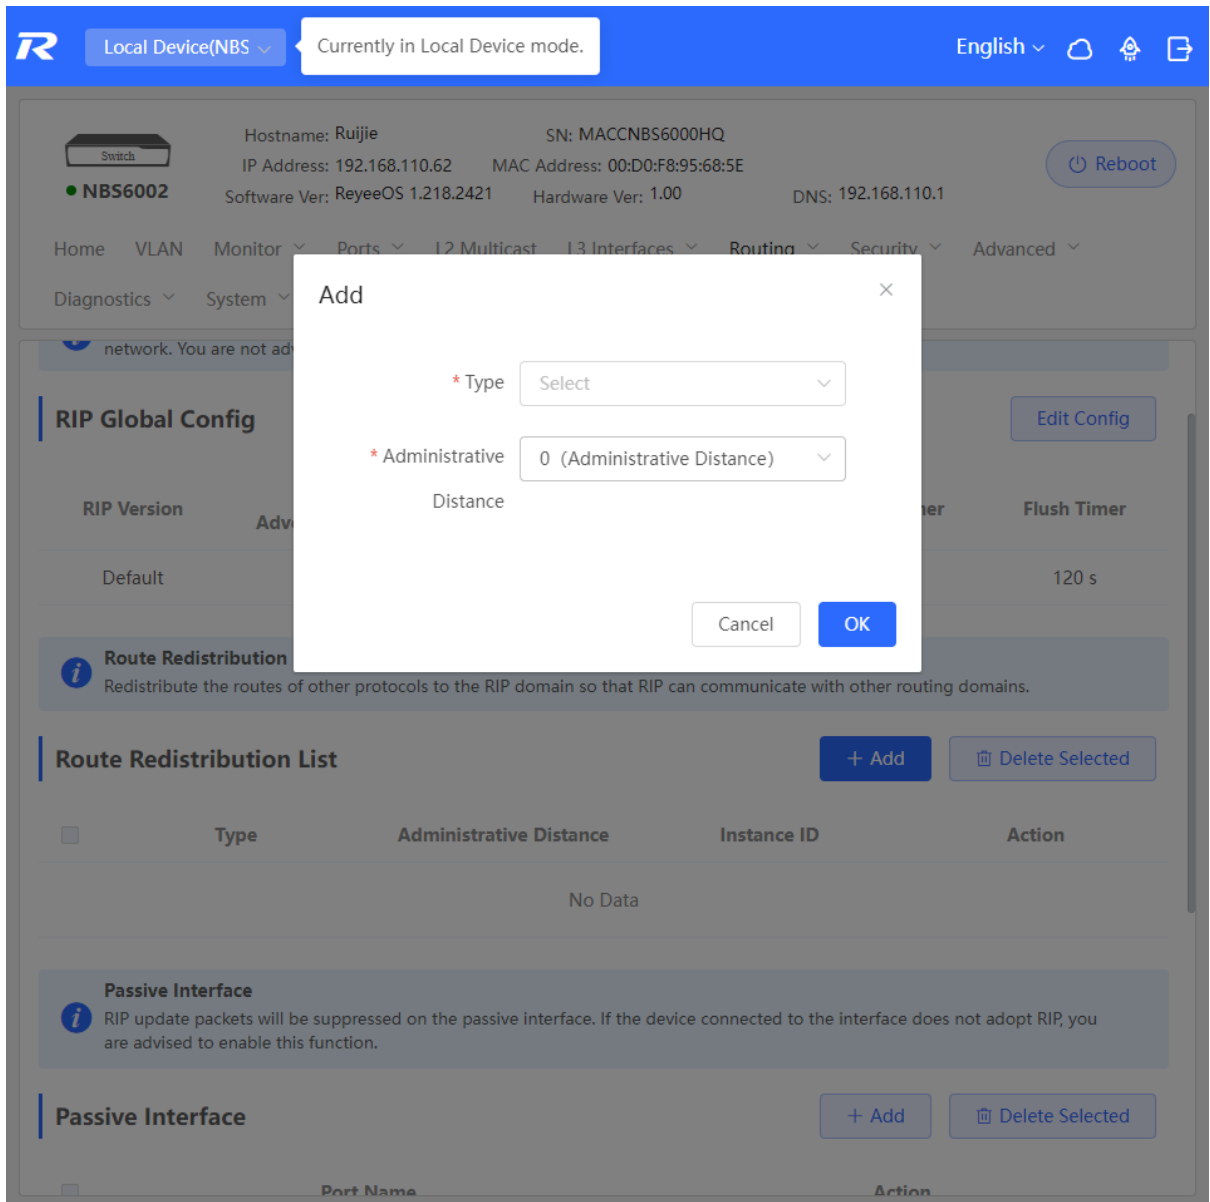 Local Device(NBS
Currently in Local Device mode.
English
Switch
NBS6002
Hostname: Ruijie
SN: MACCNBS6000HQ
IP Address: 192.168.110.62
MAC Address: 00:D0:F8:95:68:5E
Software Ver: ReyeeOS 1.218.2421
Hardware Ver: 1.00
DNS: 192.168.110.1
Reboot
Home VLAN Monitor Ports L2 Multicast L3 Interfaces Routing Security Advanced
Diagnostics System
network. You are not ad
Add
* Type Select
* Administrative Distance
0 (Administrative Distance)
Cancel OK
RIP Global Config
Edit Config
RIP Version
Adv
er
Flush Timer
Default
120 s
Route Redistribution
Redistribute the routes of other protocols to the RIP domain so that RIP can communicate with other routing domains.
Route Redistribution List
+ Add
Delete Selected
Type Administrative Distance Instance ID Action
No Data
Passive Interface
RIP update packets will be suppressed on the passive interface. If the device connected to the interface does not adopt RIP, you
are advised to enable this function.
Passive Interface
+ Add
Delete Selected
Port Name Action